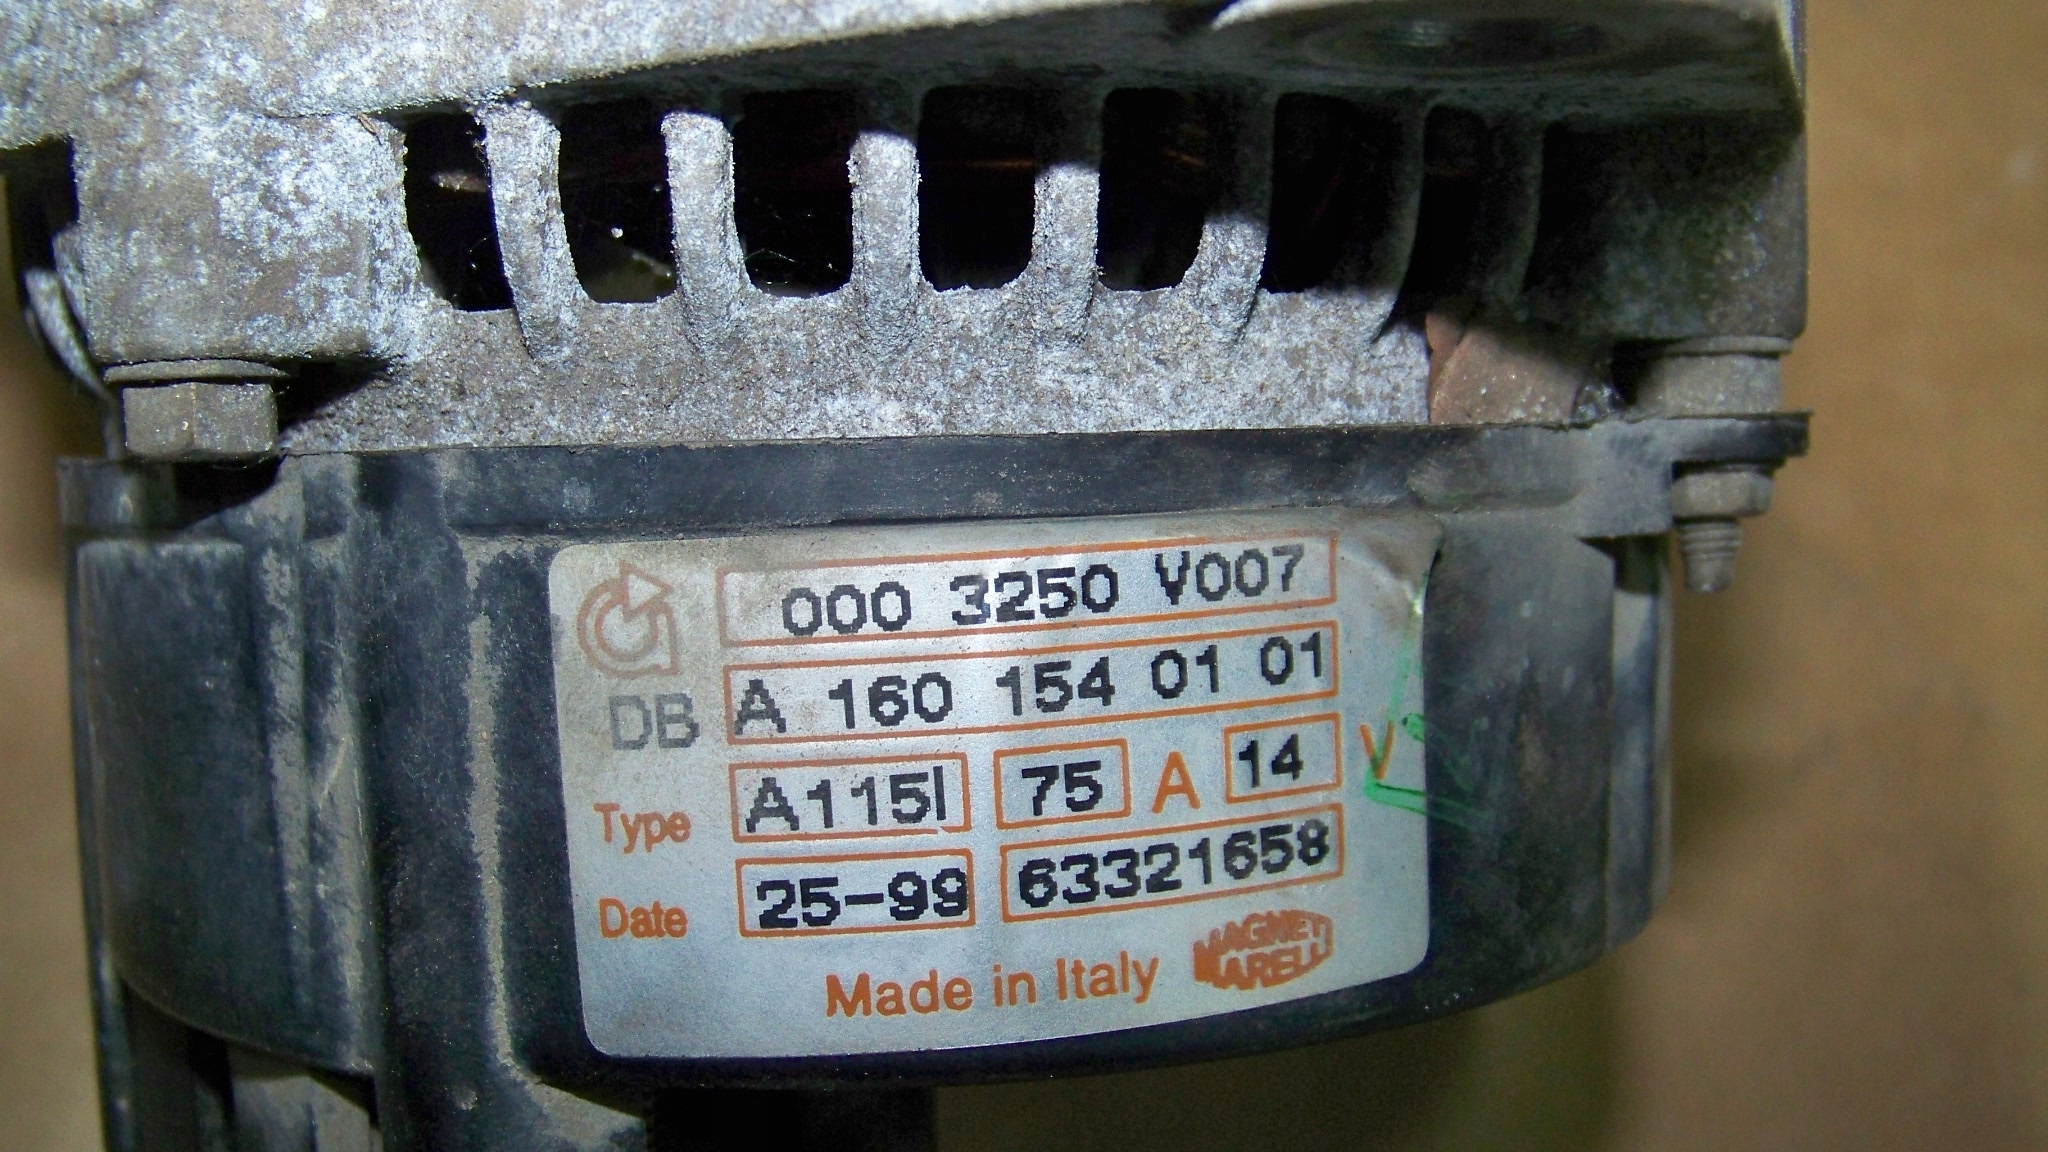 000 3250 V007
DB A 160 154 01 01
Type A115I 75 A 14 V
Date 25-99 63321658
Made in Italy MAGNETI MARELLI